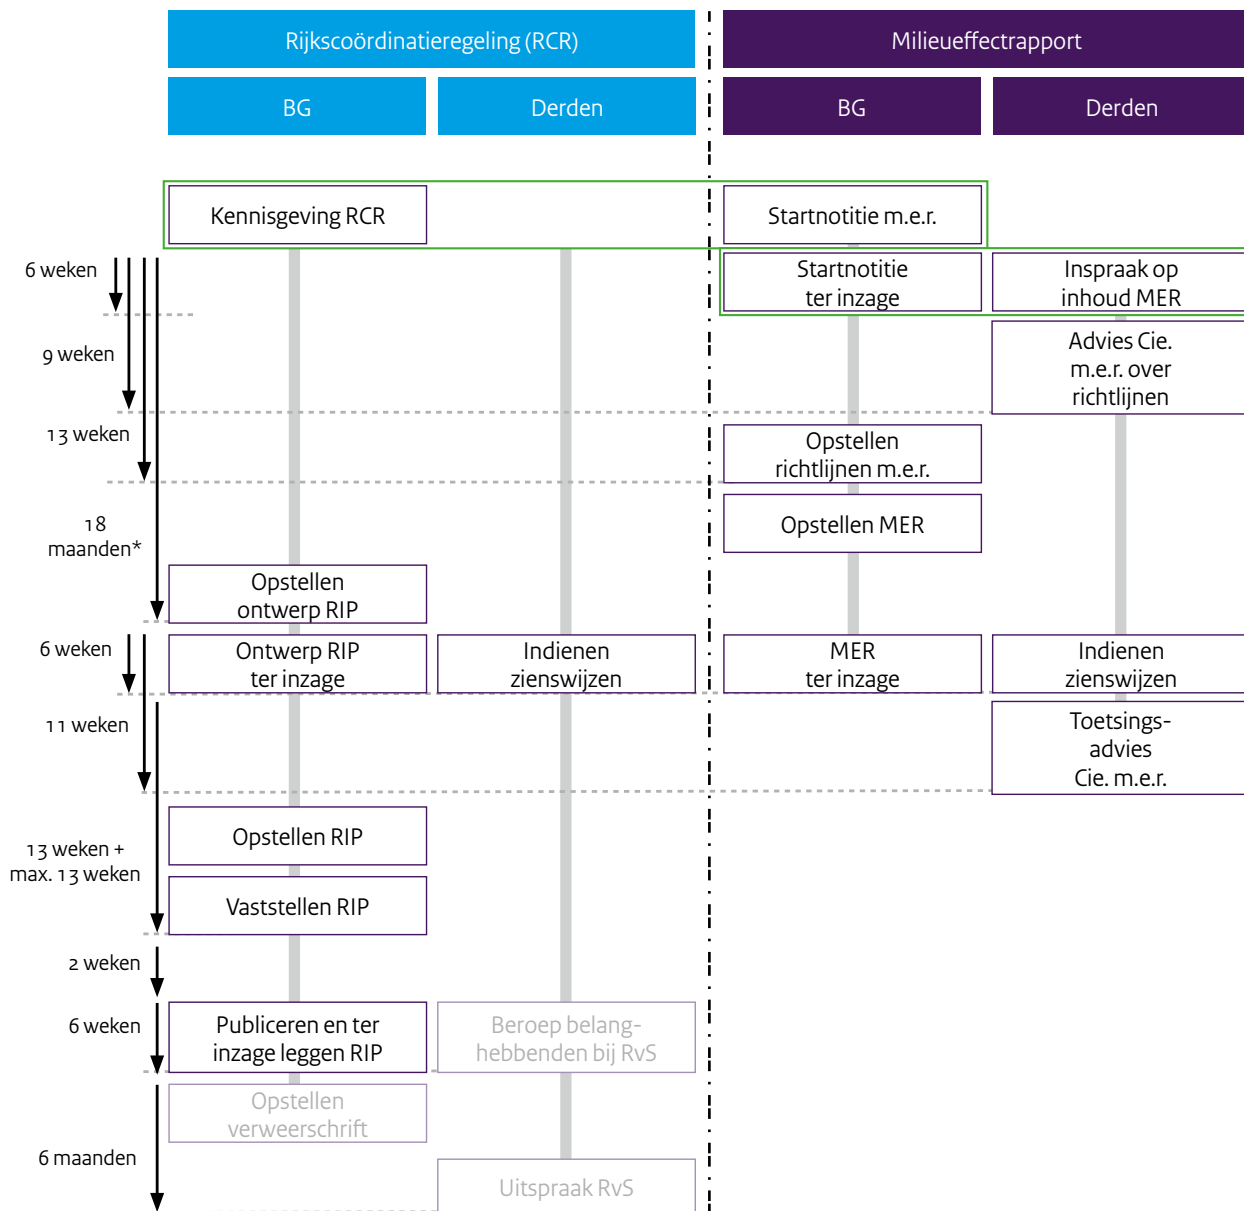 Rijkscoördinatieregeling (RCR)
Milieueffectrapport
BG
Derden
BG
Derden
Kennisgeving RCR
Startnotitie m.e.r.
6 weken
Startnotitie
ter inzage
Inspraak op
inhoud MER
9 weken
Advies Cie.
m.e.r. over
richtlijnen
13 weken
Opstellen
richtlijnen m.e.r.
18
maanden*
Opstellen MER
Opstellen
ontwerp RIP
6 weken
Ontwerp RIP
ter inzage
Indienen
zienswijzen
MER
ter inzage
Indienen
zienswijzen
11 weken
Toetsings-
advies
Cie. m.e.r.
Opstellen RIP
13 weken +
max. 13 weken
Vaststellen RIP
2 weken
6 weken
Publiceren en ter
inzage leggen RIP
Beroep belang-
hebbenden bij RvS
Opstellen
verweerschrift
6 maanden
Uitspraak RvS